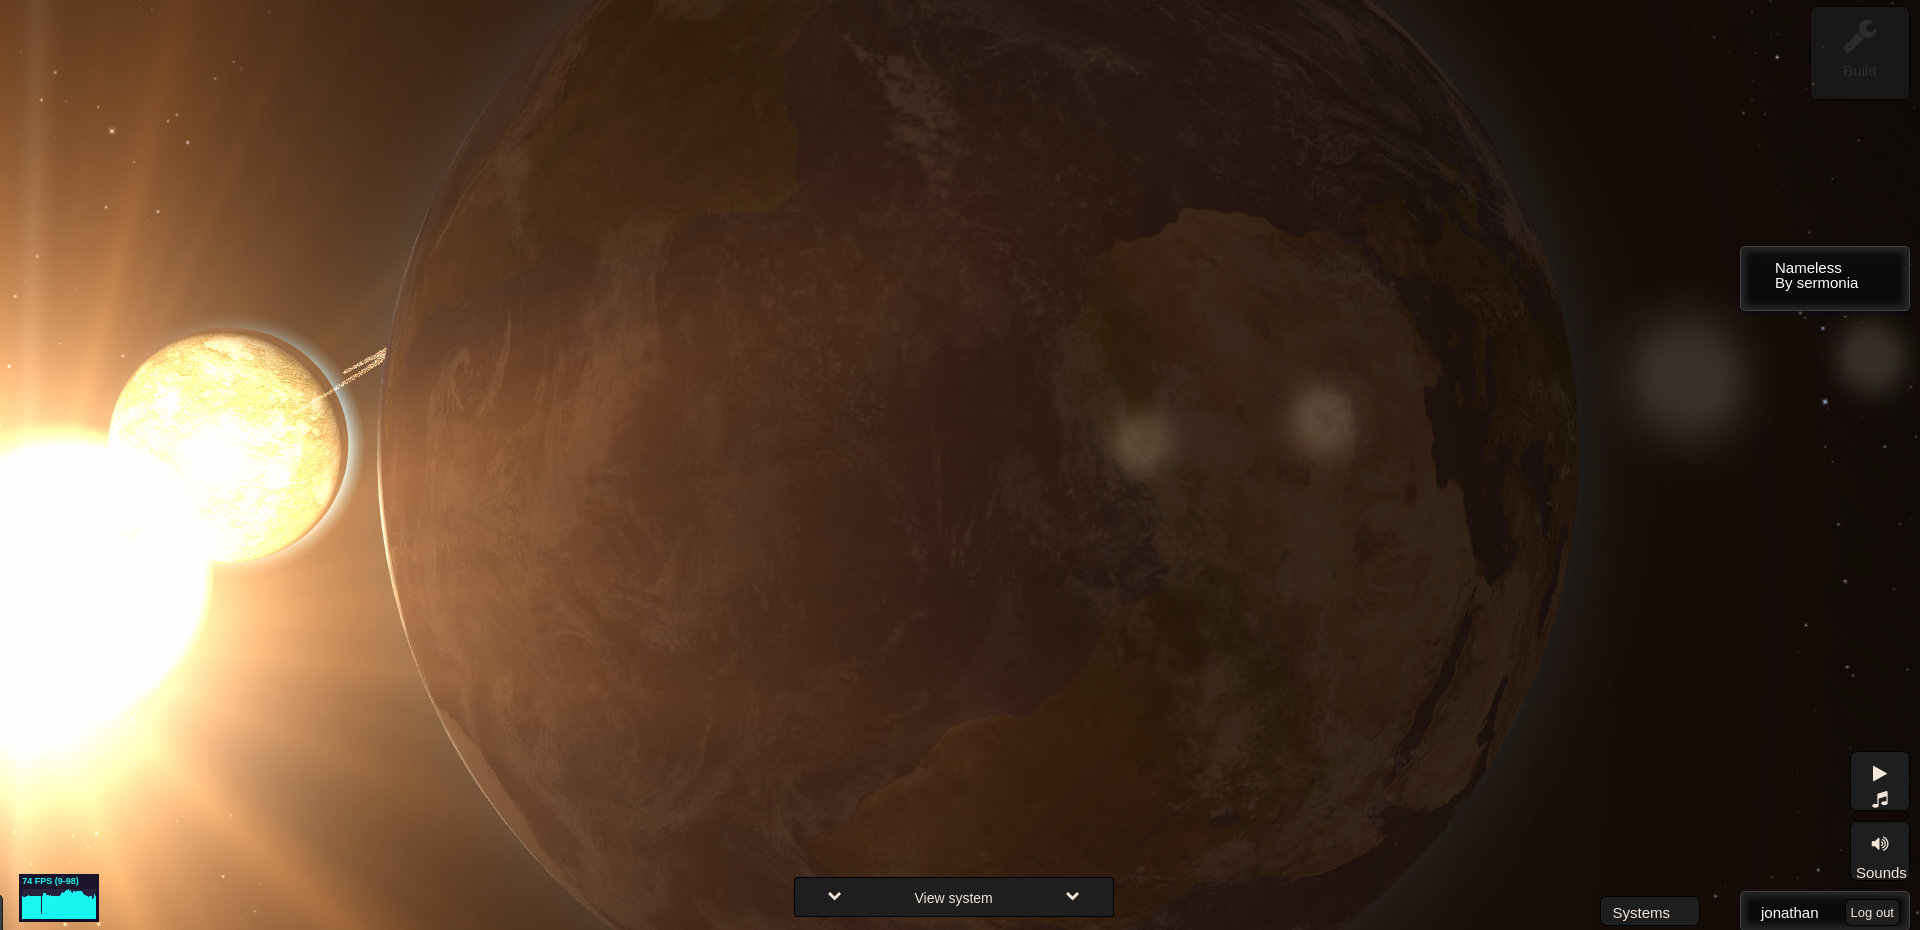 Build
Nameless
By sermonia
Sounds
74 FPS (9-98)
View system
Systems
jonathan
Log out